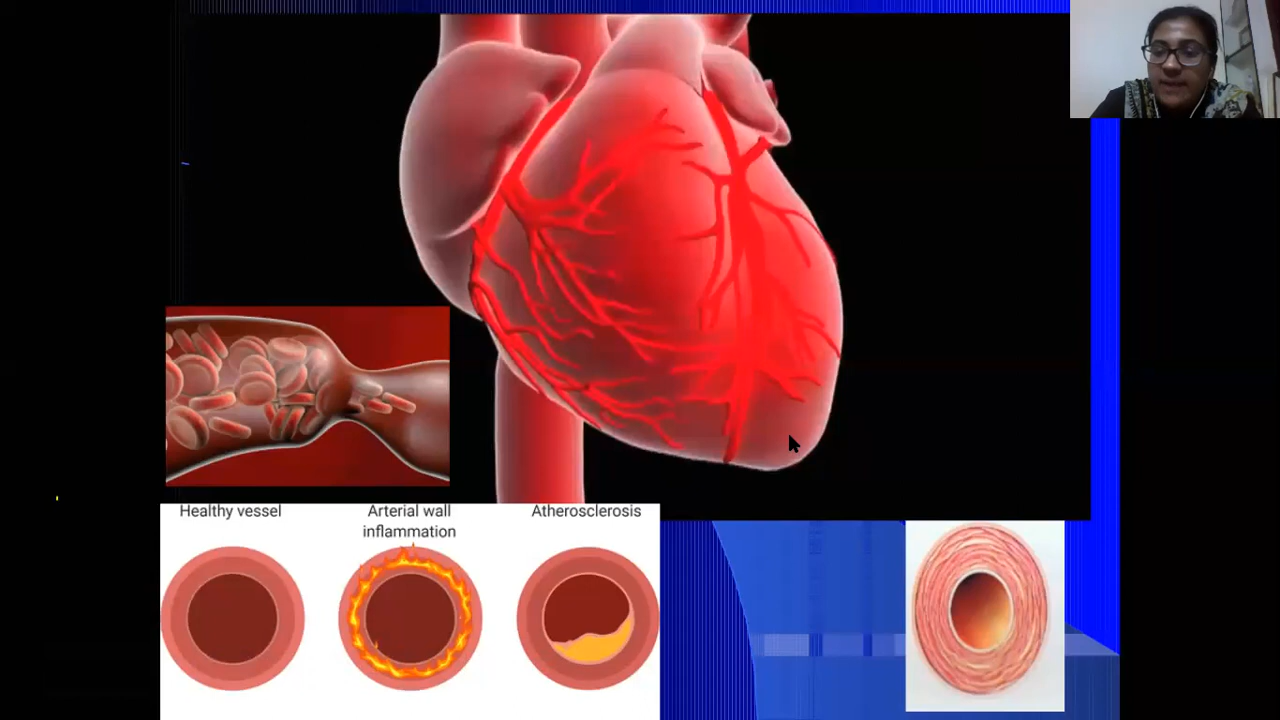 Healthy vessel
Arterial wall
inflammation
Atherosclerosis